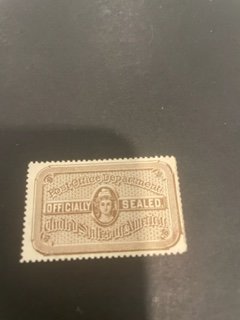 Post Office Department
OFFICIALLY SEALED
United States of America